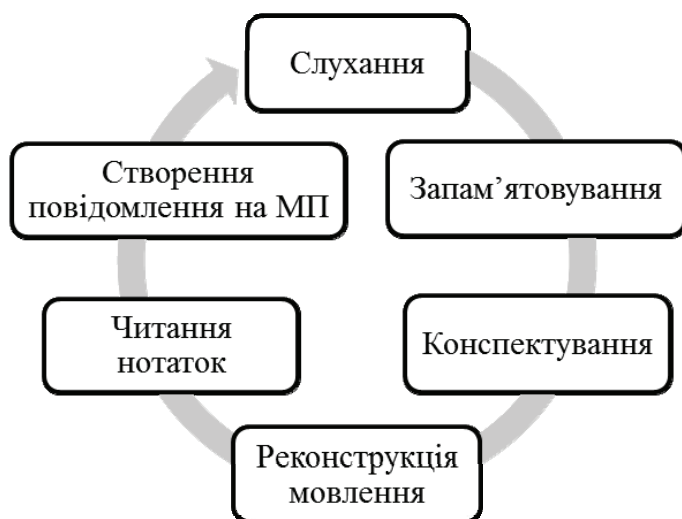 Слухання
Запам’ятовування
Конспектування
Реконструкція
мовлення
Читання
нотаток
Створення
повідомлення на МП